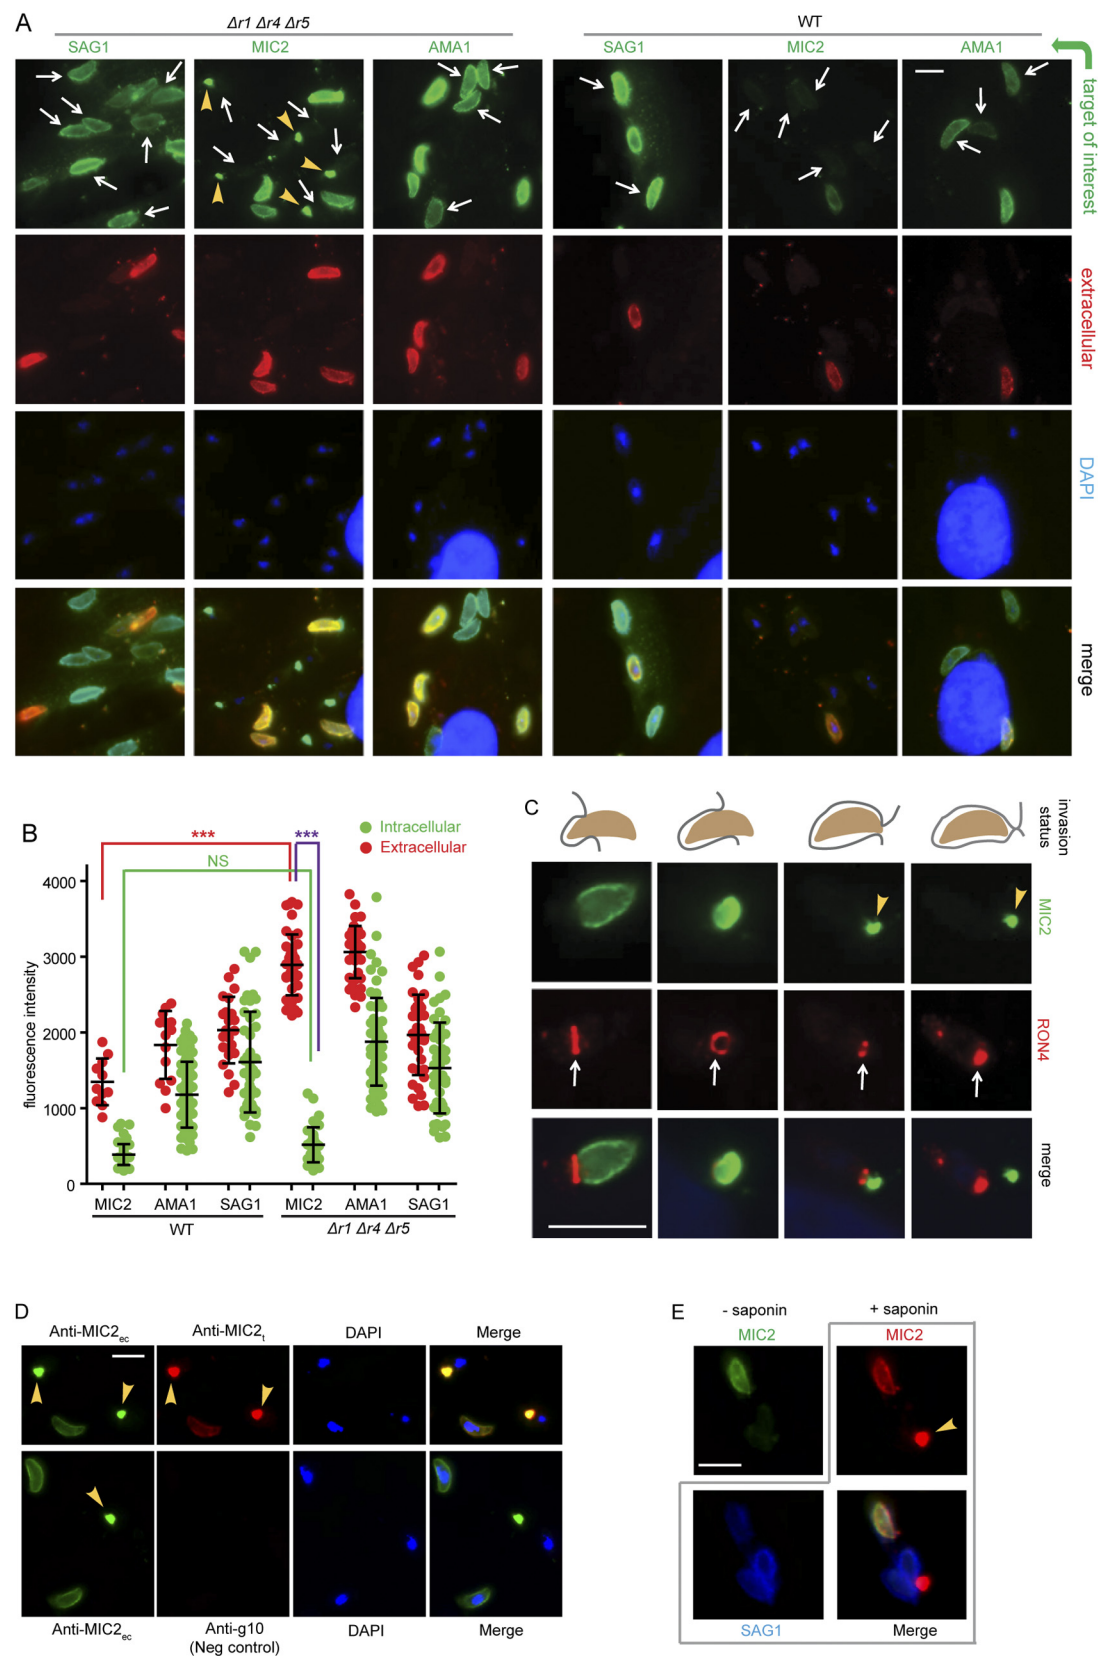 A
Δr1 Δr4 Δr5
WT
SAG1
MIC2
AMA1
SAG1
MIC2
AMA1
target of interest
extracellular
DAPI
merge
B
Intracellular
Extracellular
***
***
NS
fluorescence intensity
4000
3000
2000
1000
0
MIC2
AMA1
SAG1
MIC2
AMA1
SAG1
WT
Δr1 Δr4 Δr5
C
invasion
status
MIC2
RON4
merge
D
Anti-MIC2ec
Anti-MIC2t
DAPI
Merge
Anti-MIC2ec
Anti-g10
(Neg control)
DAPI
Merge
E
- saponin
+ saponin
MIC2
MIC2
SAG1
Merge